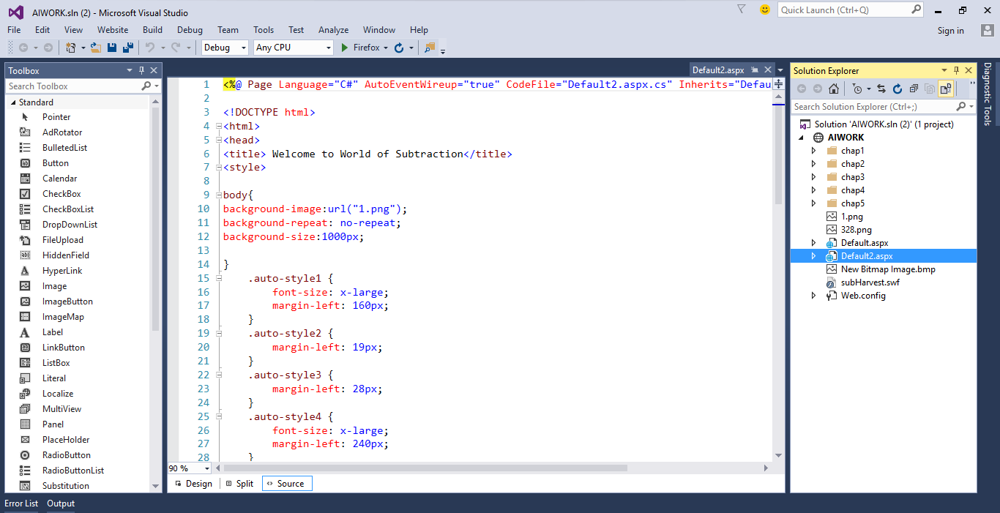 AIWORK.sln (2) - Microsoft Visual Studio
Quick Launch (Ctrl+Q)
File Edit View Website Build Debug Team Tools Test Analyze Window Help
Sign in
Debug Any CPU Firefox
Toolbox
Search Toolbox
Standard
Pointer
AdRotator
BulletedList
Button
Calendar
CheckBox
CheckBoxList
DropDownList
FileUpload
HiddenField
HyperLink
Image
ImageButton
ImageMap
Label
LinkButton
ListBox
Literal
Localize
MultiView
Panel
PlaceHolder
RadioButton
RadioButtonList
Substitution
Default2.aspx
1 <%@ Page Language="C#" AutoEventWireup="true" CodeFile="Default2.aspx.cs" Inherits="Defau
2
3 <!DOCTYPE html>
4 <html>
5 <head>
6 <title> Welcome to World of Subtraction</title>
7 <style>
8
9 body{
10 background-image:url("1.png");
11 background-repeat: no-repeat;
12 background-size:1000px;
13
14 }
15 .auto-style1 {
16 font-size: x-large;
17 margin-left: 160px;
18 }
19 .auto-style2 {
20 margin-left: 19px;
21 }
22 .auto-style3 {
23 margin-left: 28px;
24 }
25 .auto-style4 {
26 font-size: x-large;
27 margin-left: 240px;
28 }
90 %
Design Split Source
Solution Explorer
Search Solution Explorer (Ctrl+;)
Solution 'AIWORK.sln (2)' (1 project)
AIWORK
chap1
chap2
chap3
chap4
chap5
1.png
328.png
Default.aspx
Default2.aspx
New Bitmap Image.bmp
subHarvest.swf
Web.config
Diagnostic Tools
Error List Output